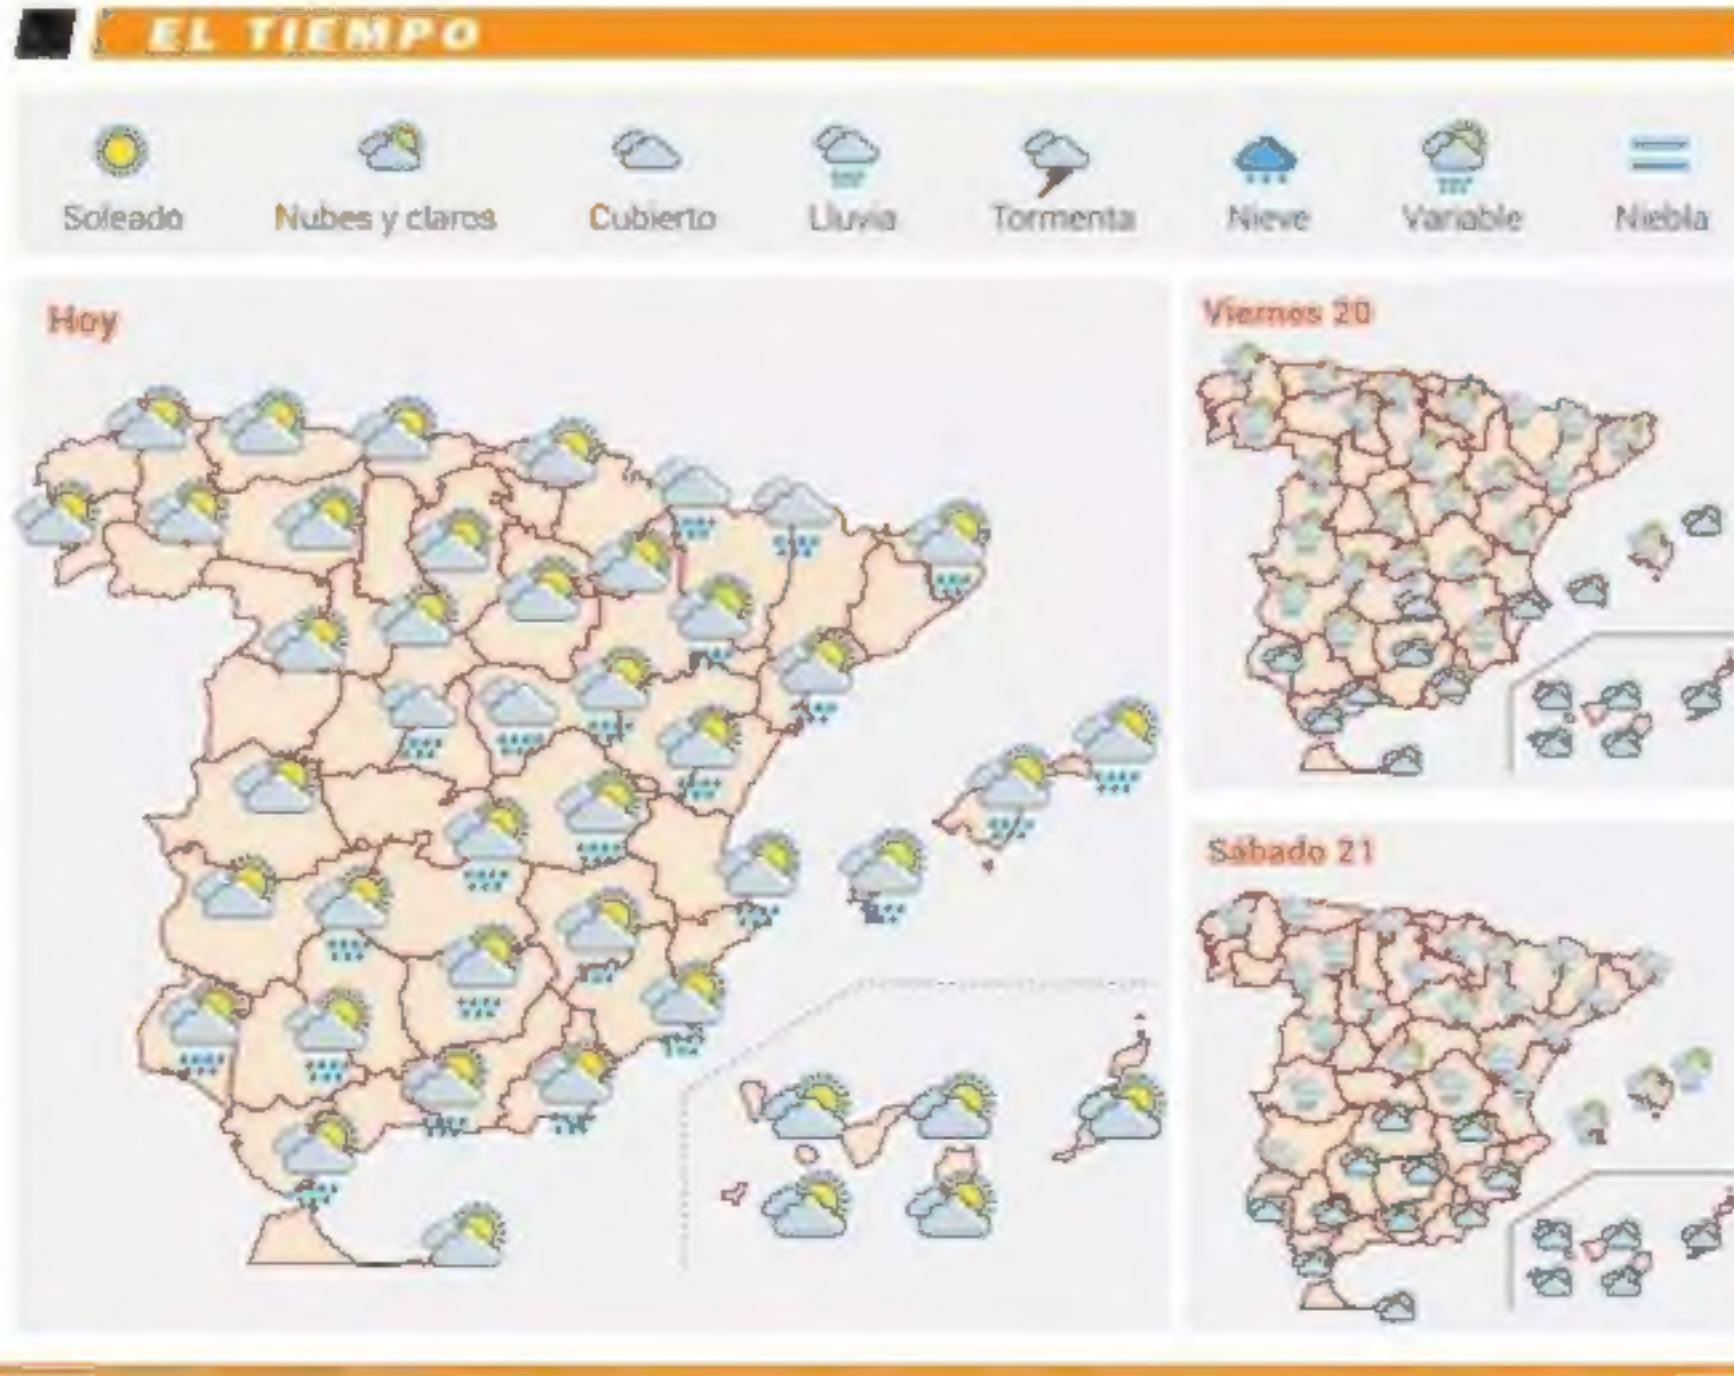 EL TIEMPO
Soleado Nubes y claros Cubierto Lluvia Tormenta Nieve Variable Niebla
Hoy
Viernes 20
Sábado 21